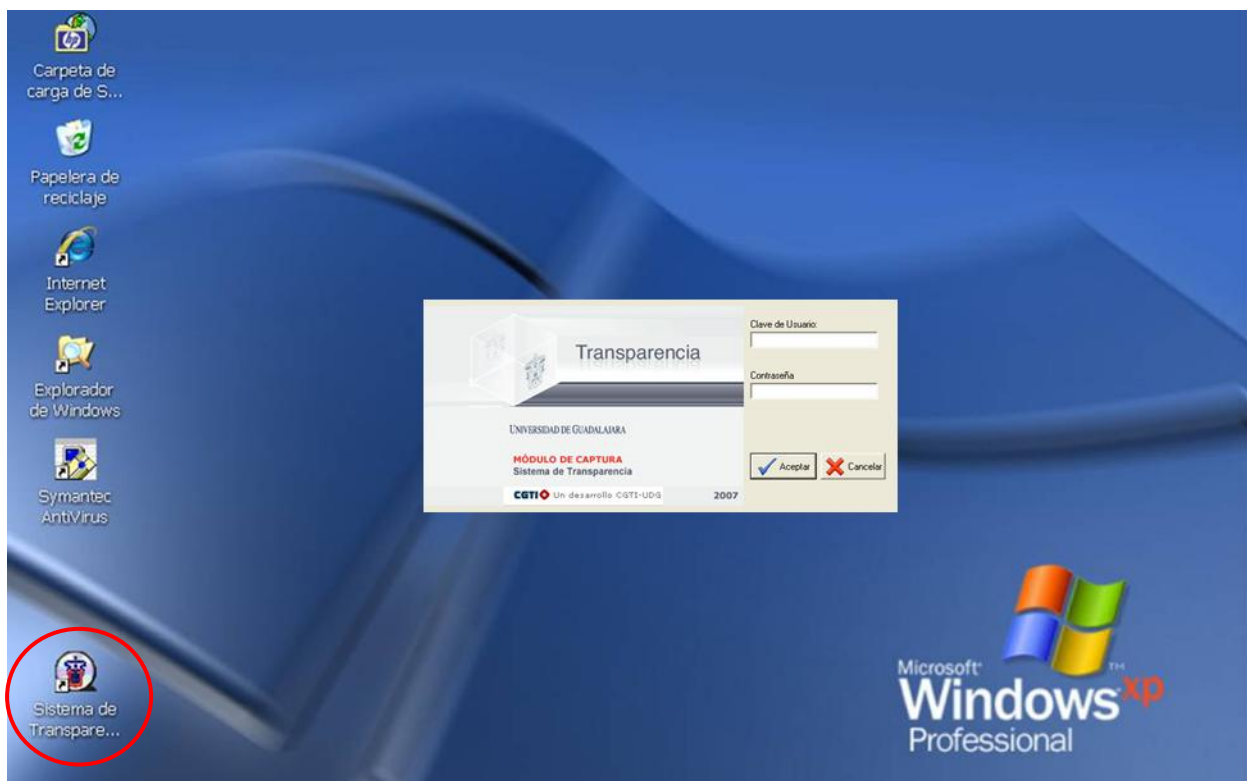 Carpeta de
carga de S...
Papelera de
reciclaje
Internet
Explorer
Explorador
de Windows
Symantec
AntiVirus
Sistema de
Transpare...
Transparencia
UNIVERSIDAD DE GUADALAJARA
MÓDULO DE CAPTURA
Sistema de Transparencia
CGTI Un desarrollo CGTI-UDG 2007
Clave de Usuario:
Contraseña
Aceptar Cancelar
Microsoft
Windows xp TM
Professional